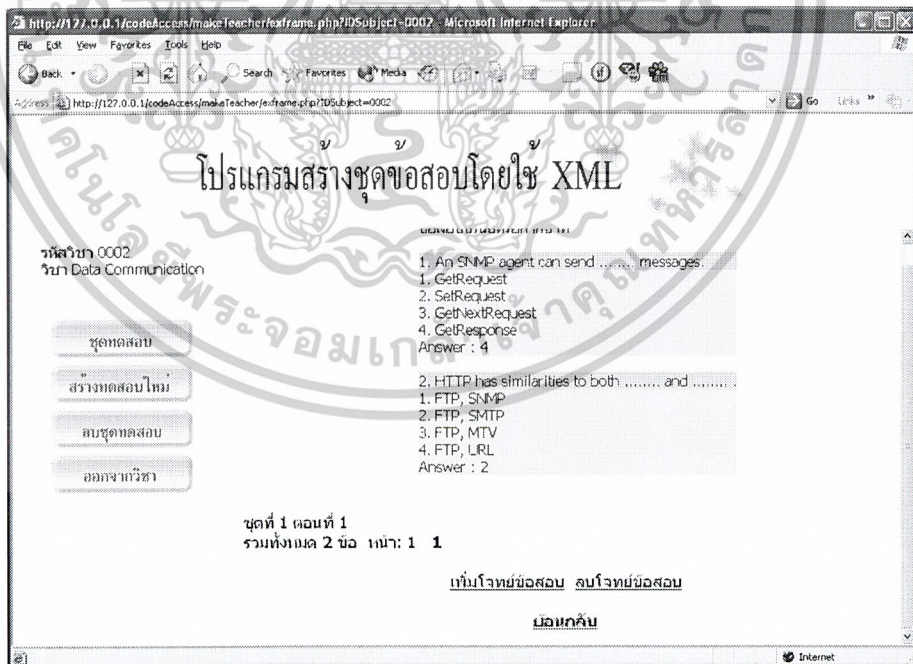 http://127.0.0.1/codeAccess/makeTeacher/exframe.php?IDSubject=0002 - Microsoft Internet Explorer
File Edit View Favorites Tools Help
Back Search Favorites Media
Address http://127.0.0.1/codeAccess/makeTeacher/exframe.php?IDSubject=0002 Go Links »
โปรแกรมสร้างชุดข้อสอบโดยใช้ XML
รหัสวิชา 0002
วิชา Data Communication
ชุดทดสอบ
สร้างทดสอบใหม่
ลบชุดทดสอบ
ออกจากวิชา
1. An SNMP agent can send ........ messages.
1. GetRequest
2. SetRequest
3. GetNextRequest
4. GetResponse
Answer : 4
2. HTTP has similarities to both ........ and ........ .
1. FTP, SNMP
2. FTP, SMTP
3. FTP, MTV
4. FTP, URL
Answer : 2
ชุดที่ 1 ตอนที่ 1
รวมทั้งหมด 2 ข้อ หน้า: 1 1
เพิ่มโจทย์ข้อสอบ ลบโจทย์ข้อสอบ
ย้อนกลับ
Internet